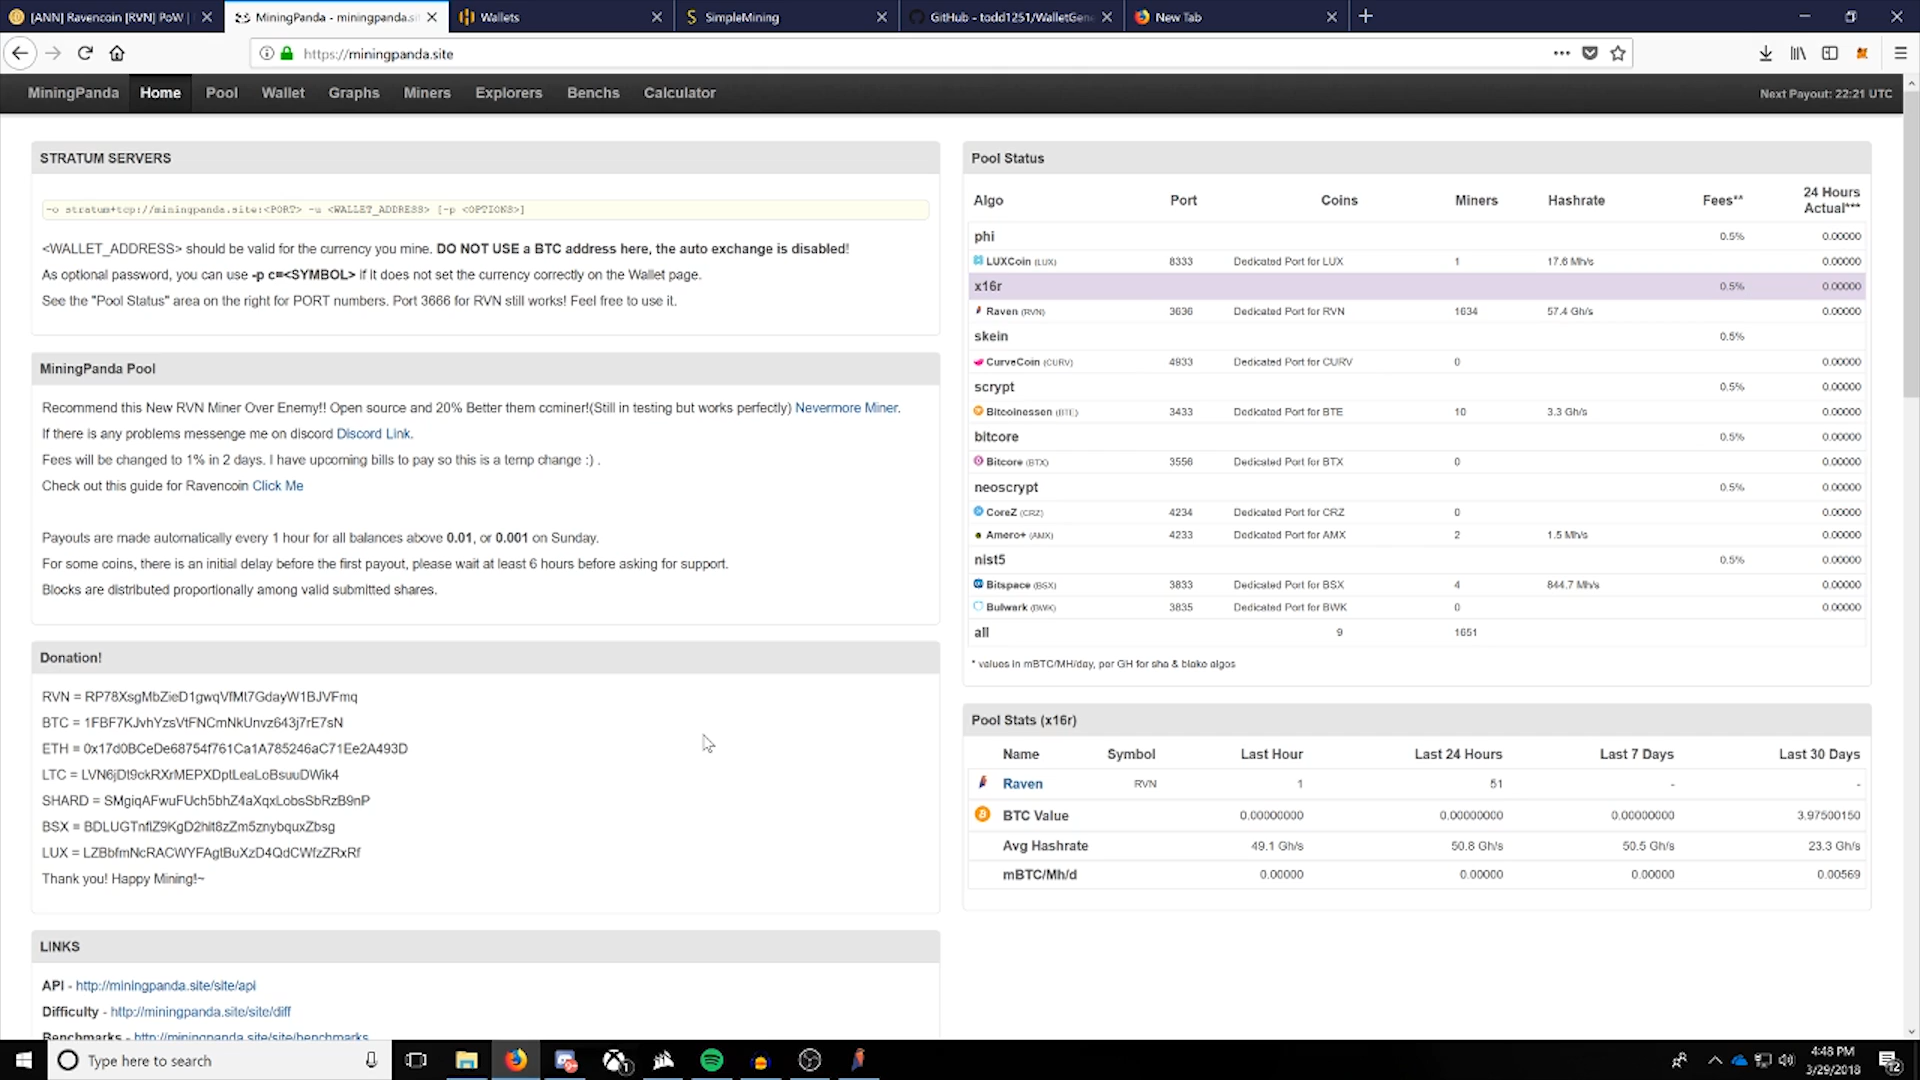 [ANN] Ravencoin [RVN] PoW |
MiningPanda - miningpanda.si
Wallets
SimpleMining
GitHub - todd1251/WalletGene
New Tab
https://miningpanda.site
MiningPanda
Home
Pool
Wallet
Graphs
Miners
Explorers
Benchs
Calculator
Next Payout: 22:21 UTC
STRATUM SERVERS
-o stratum+tcp://miningpanda.site:<PORT> -u <WALLET_ADDRESS> [-p <OPTIONS>]
<WALLET_ADDRESS> should be valid for the currency you mine. DO NOT USE a BTC address here, the auto exchange is disabled!
As optional password, you can use -p c=<SYMBOL> if it does not set the currency correctly on the Wallet page.
See the "Pool Status" area on the right for PORT numbers. Port 3666 for RVN still works! Feel free to use it.
MiningPanda Pool
Recommend this New RVN Miner Over Enemy!! Open source and 20% Better them ccminer!(Still in testing but works perfectly) Nevermore Miner.
If there is any problems messenge me on discord Discord Link.
Fees will be changed to 1% in 2 days. I have upcoming bills to pay so this is a temp change :) .
Check out this guide for Ravencoin Click Me
Payouts are made automatically every 1 hour for all balances above 0.01, or 0.001 on Sunday.
For some coins, there is an initial delay before the first payout, please wait at least 6 hours before asking for support.
Blocks are distributed proportionally among valid submitted shares.
Donation!
RVN =
BTC =
ETH = 0x17d0BCeDe68754f761Ca1A785246aC71Ee2A493D
LTC =
SHARD =
BSX =
LUX =
Thank you! Happy Mining!~
LINKS
API - http://miningpanda.site/site/api
Difficulty - http://miningpanda.site/site/diff
Benchmarks - http://miningpanda.site/site/benchmarks
Pool Status
Algo Port Coins Miners Hashrate Fees** 24 Hours Actual***
phi 0.5% 0.00000
LUXCoin (LUX) 8333 Dedicated Port for LUX 1 17.6 Mh/s 0.00000
x16r 0.5% 0.00000
Raven (RVN) 3636 Dedicated Port for RVN 1634 57.4 Gh/s 0.00000
skein 0.5%
CurveCoin (CURV) 4933 Dedicated Port for CURV 0 0.00000
scrypt 0.5% 0.00000
Bitcoinessen (BTE) 3433 Dedicated Port for BTE 10 3.3 Gh/s 0.00000
bitcore 0.5% 0.00000
Bitcore (BTX) 3556 Dedicated Port for BTX 0 0.00000
neoscrypt 0.5% 0.00000
CoreZ (CRZ) 4234 Dedicated Port for CRZ 0 0.00000
Amero+ (AMX) 4233 Dedicated Port for AMX 2 1.5 Mh/s 0.00000
nist5 0.5% 0.00000
Bitspace (BSX) 3833 Dedicated Port for BSX 4 844.7 Mh/s 0.00000
Bulwark (BWK) 3835 Dedicated Port for BWK 0 0.00000
all 9 1651
* values in mBTC/MH/day, per GH for sha & blake algos
Pool Stats (x16r)
Name Symbol Last Hour Last 24 Hours Last 7 Days Last 30 Days
Raven RVN 1 51 - -
BTC Value 0.00000000 0.00000000 0.00000000 3.97500150
Avg Hashrate 49.1 Gh/s 50.8 Gh/s 50.5 Gh/s 23.3 Gh/s
mBTC/Mh/d 0.00000 0.00000 0.00000 0.00569
Type here to search
4:48 PM
3/29/2018